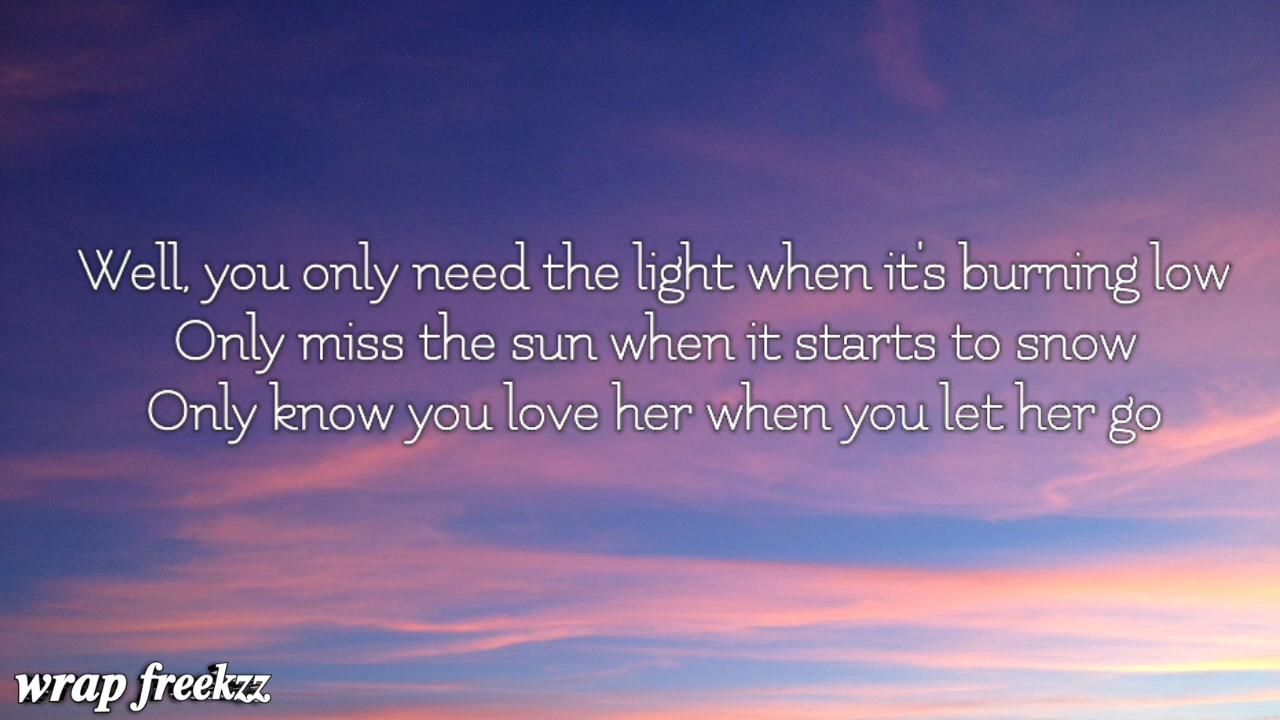 Well, you only need the light when it's burning low
Only miss the sun when it starts to snow
Only know you love her when you let her go
wrap freekzz